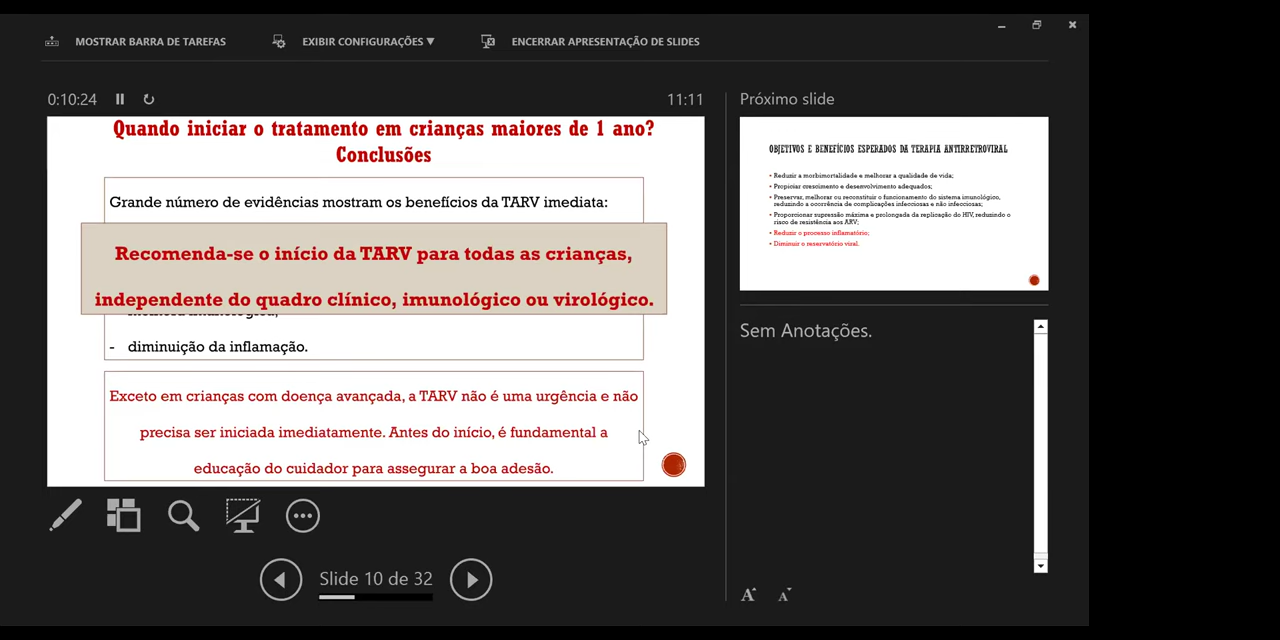 MOSTRAR BARRA DE TAREFAS
EXIBIR CONFIGURAÇÕES ▼
ENCERRAR APRESENTAÇÃO DE SLIDES
0:10:24
11:11
Quando iniciar o tratamento em crianças maiores de 1 ano?
Conclusões
Grande número de evidências mostram os benefícios da TARV imediata:
Recomenda-se o início da TARV para todas as crianças,
independente do quadro clínico, imunológico ou virológico.
- diminuição da inflamação.
Exceto em crianças com doença avançada, a TARV não é uma urgência e não
precisa ser iniciada imediatamente. Antes do início, é fundamental a
educação do cuidador para assegurar a boa adesão.
Slide 10 de 32
Próximo slide
OBJETIVOS E BENEFÍCIOS ESPERADOS DA TERAPIA ANTIRRETROVIRAL
• Reduzir a morbimortalidade e melhorar a qualidade de vida;
• Propiciar crescimento e desenvolvimento adequados;
• Preservar, melhorar ou reconstituir o funcionamento do sistema imunológico,
reduzindo a ocorrência de complicações infecciosas e não infecciosas;
• Proporcionar supressão máxima e prolongada da replicação do HIV, reduzindo o
risco de resistência aos ARV;
• Reduzir o processo inflamatório;
• Diminuir o reservatório viral.
Sem Anotações.
A A